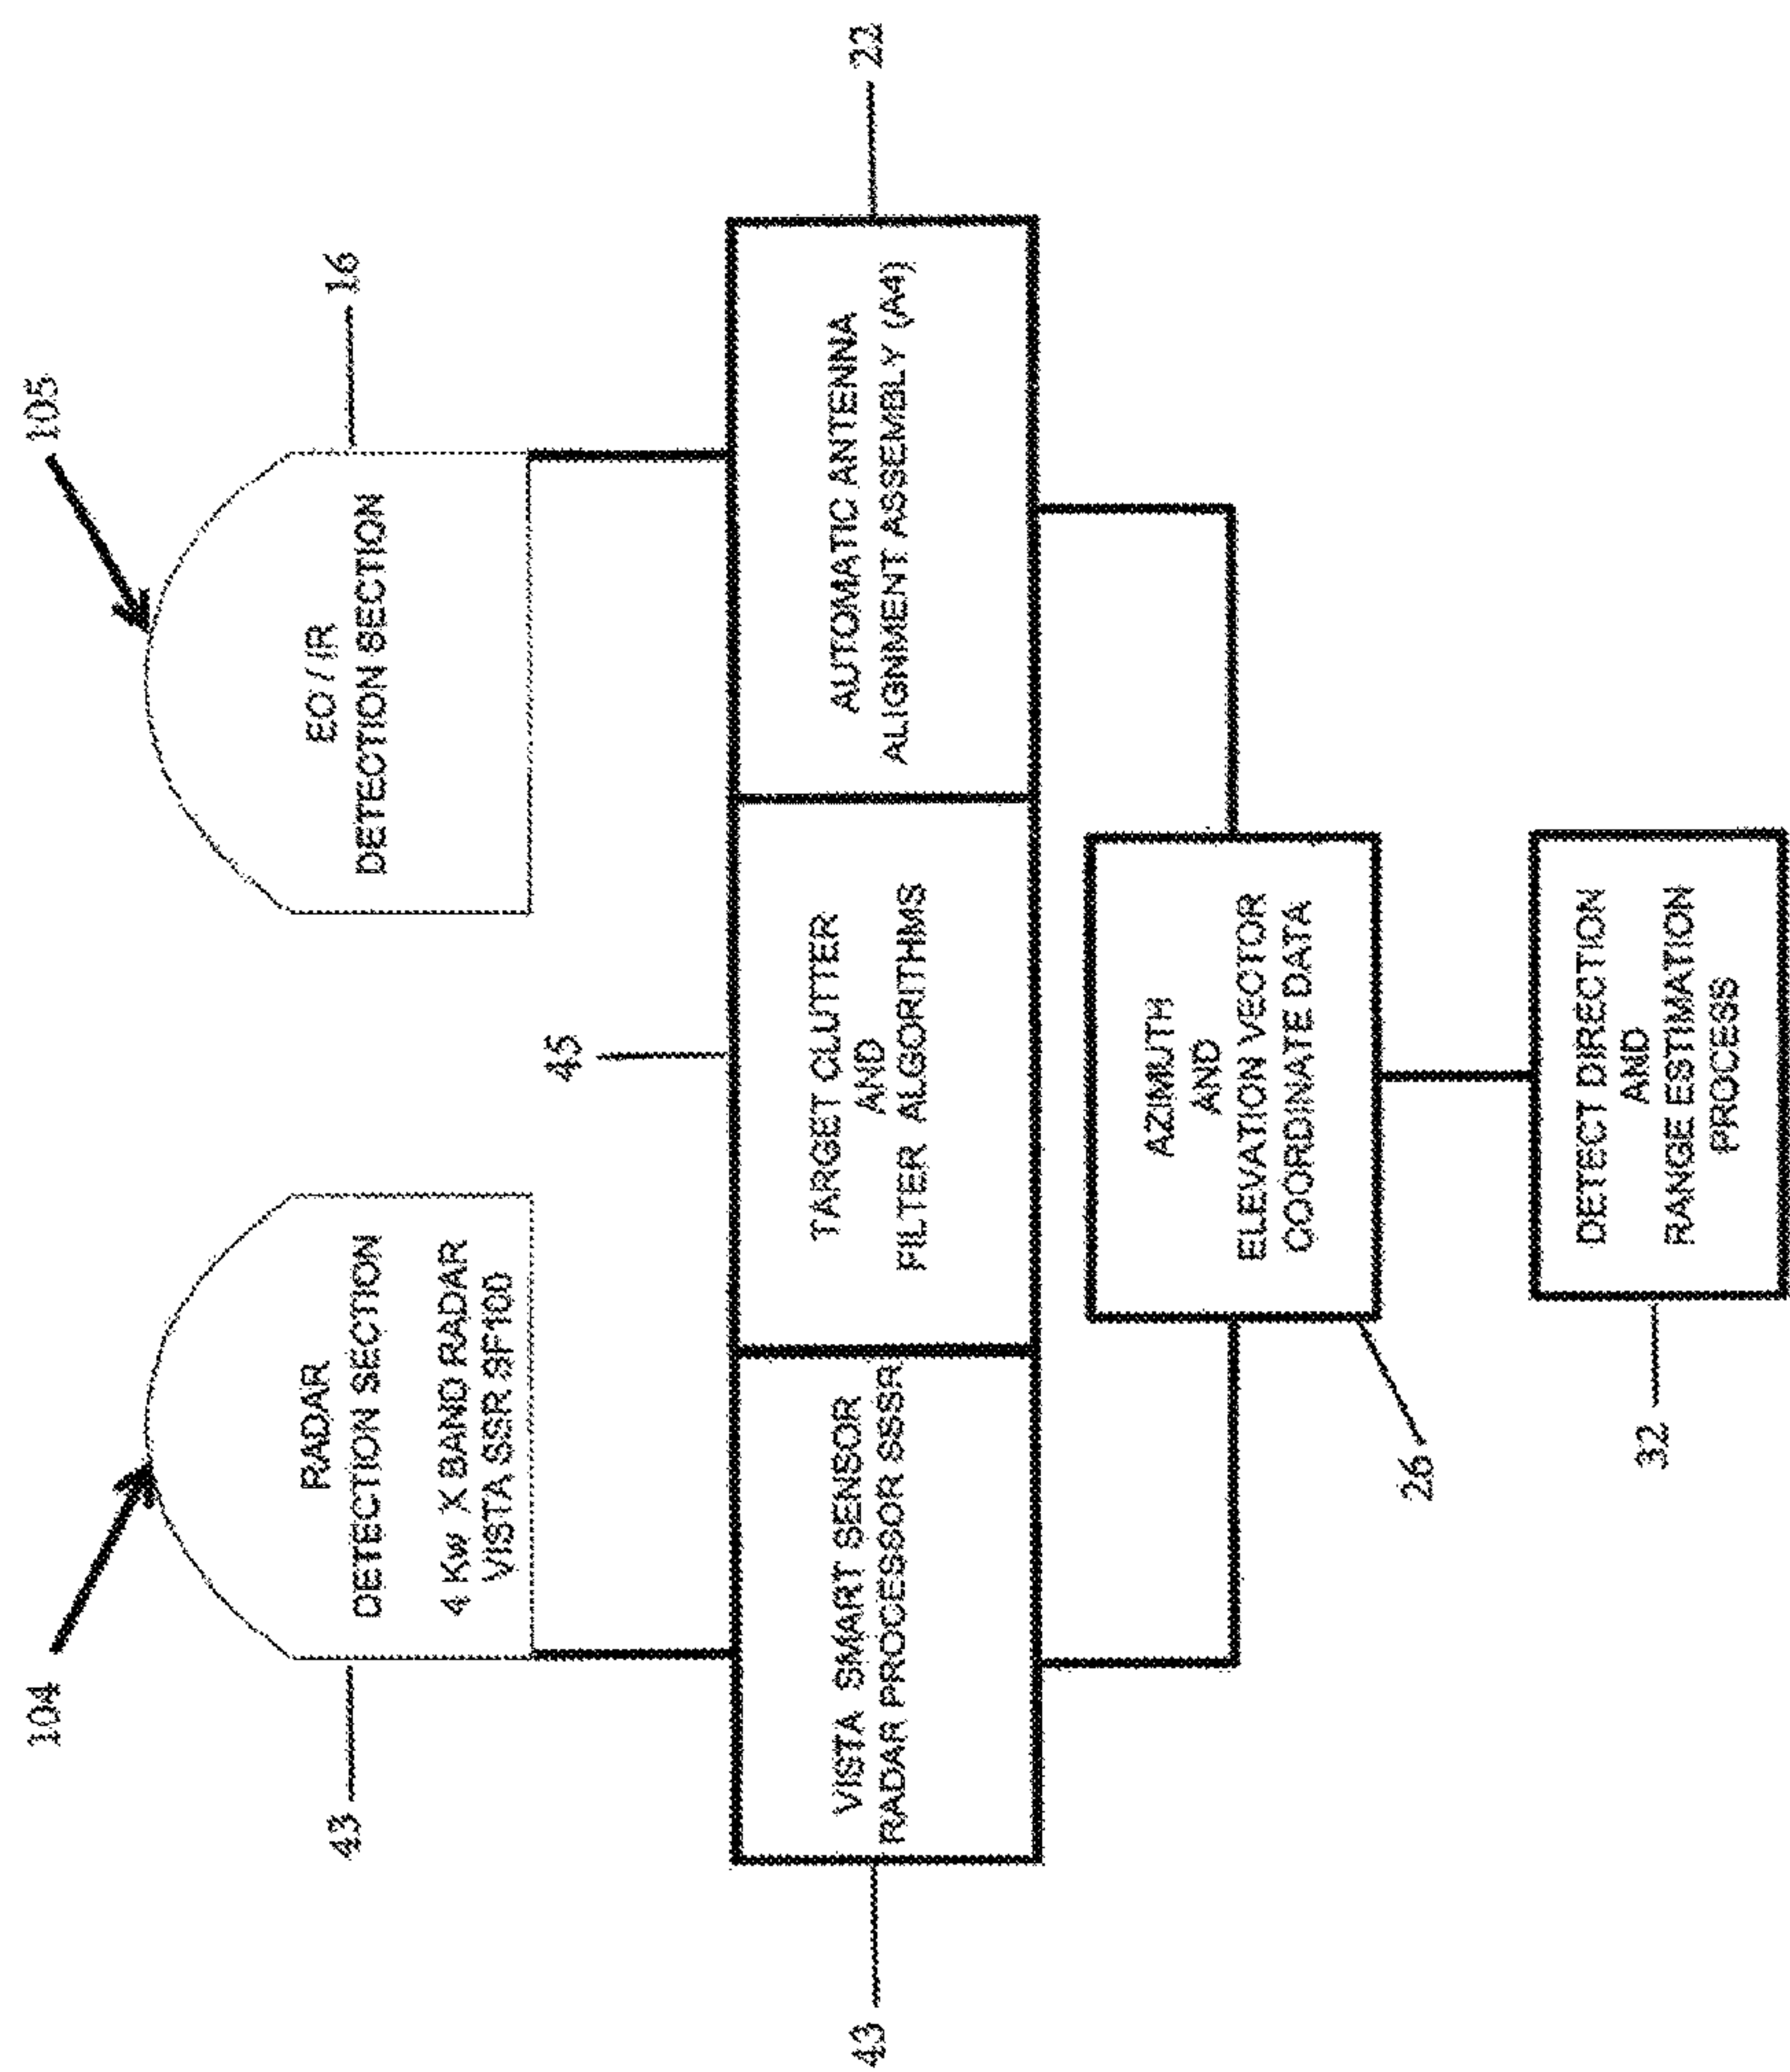 104
105
43
RADAR
DETECTION SECTION
4 Kw X BAND RADAR
VISTA SSR SF100
EO / IR
DETECTION SECTION
16
45
43
VISTA SMART SENSOR
RADAR PROCESSOR SSSR
TARGET CLUTTER
AND
FILTER ALGORITHMS
AUTOMATIC ANTENNA
ALIGNMENT ASSEMBLY (A4)
22
AZIMUTH
AND
ELEVATION VECTOR
COORDINATE DATA
26
DETECT DIRECTION
AND
RANGE ESTIMATION
PROCESS
32